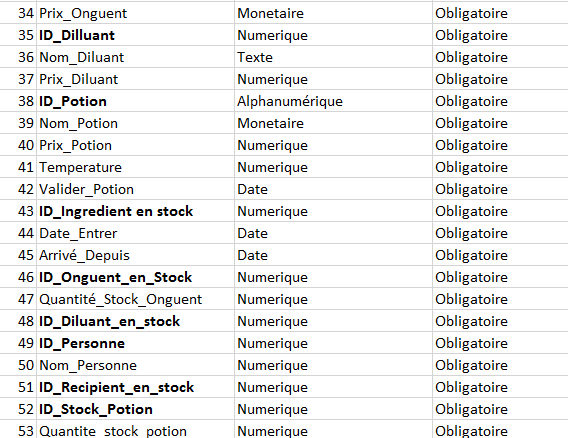 34 Prix_Onguent Monetaire Obligatoire
35 ID_Dilluant Numerique Obligatoire
36 Nom_Diluant Texte Obligatoire
37 Prix_Diluant Numerique Obligatoire
38 ID_Potion Alphanumérique Obligatoire
39 Nom_Potion Monetaire Obligatoire
40 Prix_Potion Numerique Obligatoire
41 Temperature Numerique Obligatoire
42 Valider_Potion Date Obligatoire
43 ID_Ingredient en stock Numerique Obligatoire
44 Date_Entrer Date Obligatoire
45 Arrivé_Depuis Date Obligatoire
46 ID_Onguent_en_Stock Numerique Obligatoire
47 Quantité_Stock_Onguent Numerique Obligatoire
48 ID_Diluant_en_stock Numerique Obligatoire
49 ID_Personne Numerique Obligatoire
50 Nom_Personne Numerique Obligatoire
51 ID_Recipient_en_stock Numerique Obligatoire
52 ID_Stock_Potion Numerique Obligatoire
53 Quantite_stock_potion Numerique Obligatoire